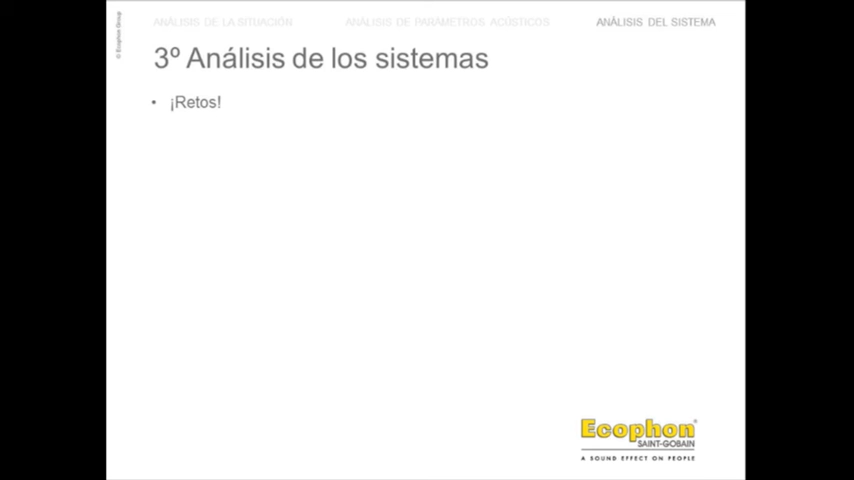 © Ecophon Group
ANÁLISIS DE LA SITUACIÓN
ANÁLISIS DE PARAMETROS ACÚSTICOS
ANÁLISIS DEL SISTEMA
3º Análisis de los sistemas
• ¡Retos!
Ecophon®
SAINT-GOBAIN
A SOUND EFFECT ON PEOPLE